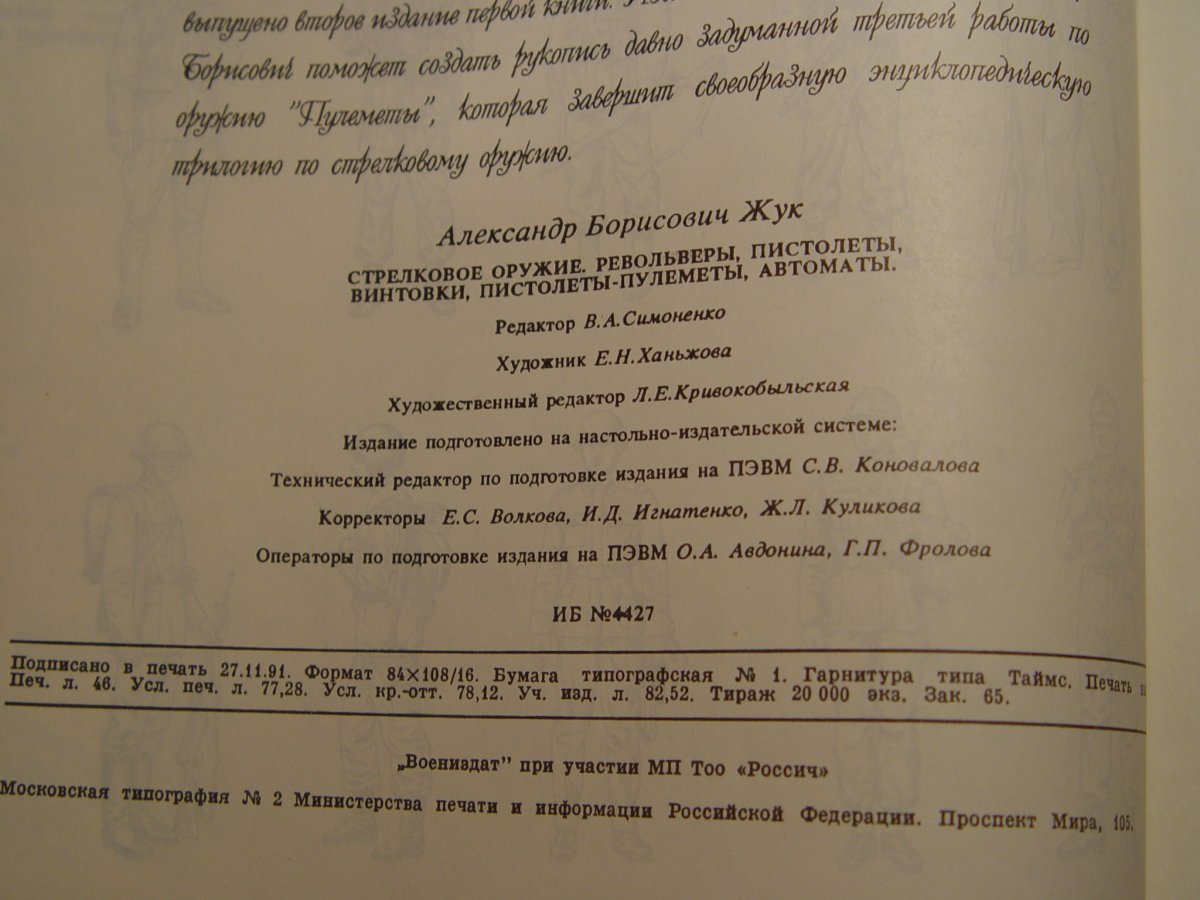 выпущено второе издание первой книги.
Борисович поможет создать рукопись давно задуманной третьей работы по
оружию "Пулеметы", которая завершит своеобразную энциклопедическую
трилогию по стрелковому оружию.
Александр Борисович Жук
СТРЕЛКОВОЕ ОРУЖИЕ. РЕВОЛЬВЕРЫ, ПИСТОЛЕТЫ,
ВИНТОВКИ, ПИСТОЛЕТЫ-ПУЛЕМЕТЫ, АВТОМАТЫ.
Редактор В.А.Симоненко
Художник Е.Н.Ханьжова
Художественный редактор Л.Е.Кривокобыльская
Издание подготовлено на настольно-издательской системе:
Технический редактор по подготовке издания на ПЭВМ С.В. Коновалова
Корректоры Е.С. Волкова, И.Д. Игнатенко, Ж.Л. Куликова
Операторы по подготовке издания на ПЭВМ О.А. Авдонина, Г.П. Фролова
ИБ №4427
Подписано в печать 27.11.91. Формат 84×108/16. Бумага типографская № 1. Гарнитура типа Таймс. Печать
Печ. л. 46. Усл. печ. л. 77,28. Усл. кр.-отт. 78,12. Уч. изд. л. 82,52. Тираж 20 000 экз. Зак. 65.
„Воениздат" при участии МП Тоо «Россич»
Московская типография № 2 Министерства печати и информации Российской Федерации. Проспект Мира, 105.